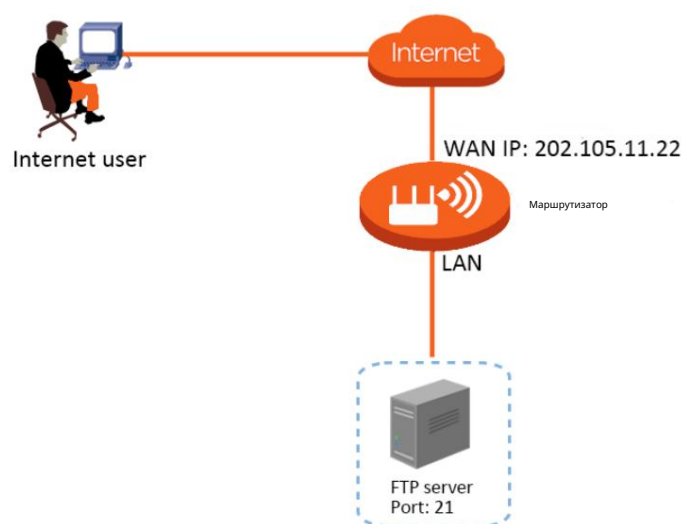 Internet
Internet user
WAN IP: 202.105.11.22
Маршрутизатор
LAN
FTP server
Port: 21